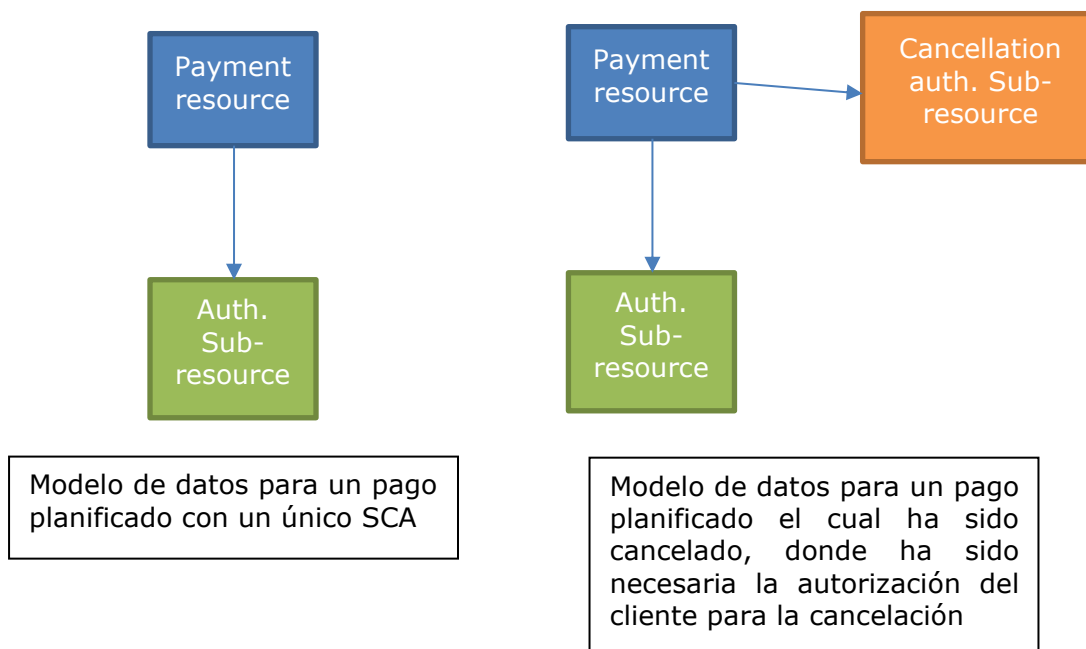 Payment
resource
Auth.
Sub-
resource
Modelo de datos para un pago
planificado con un único SCA
Payment
resource
Cancellation
auth. Sub-
resource
Auth.
Sub-
resource
Modelo de datos para un pago
planificado el cual ha sido
cancelado, donde ha sido
necesaria la autorización del
cliente para la cancelación